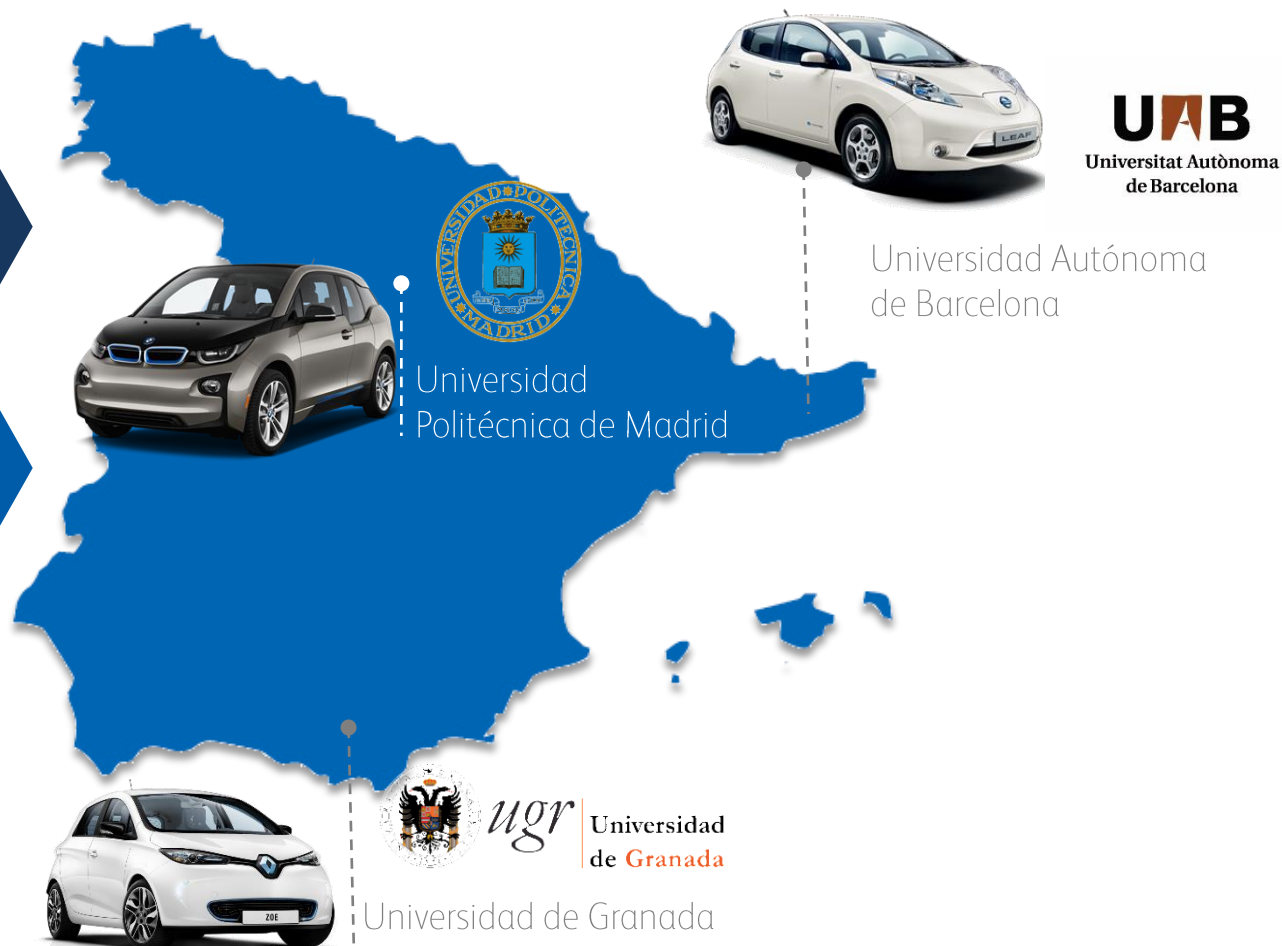 LEAF
UAB
Universitat Autònoma
de Barcelona
Universidad Autónoma
de Barcelona
UNIVERSIDAD POLITECNICA
MADRID
Universidad
Politécnica de Madrid
ugr
Universidad
de Granada
ZOE
Universidad de Granada